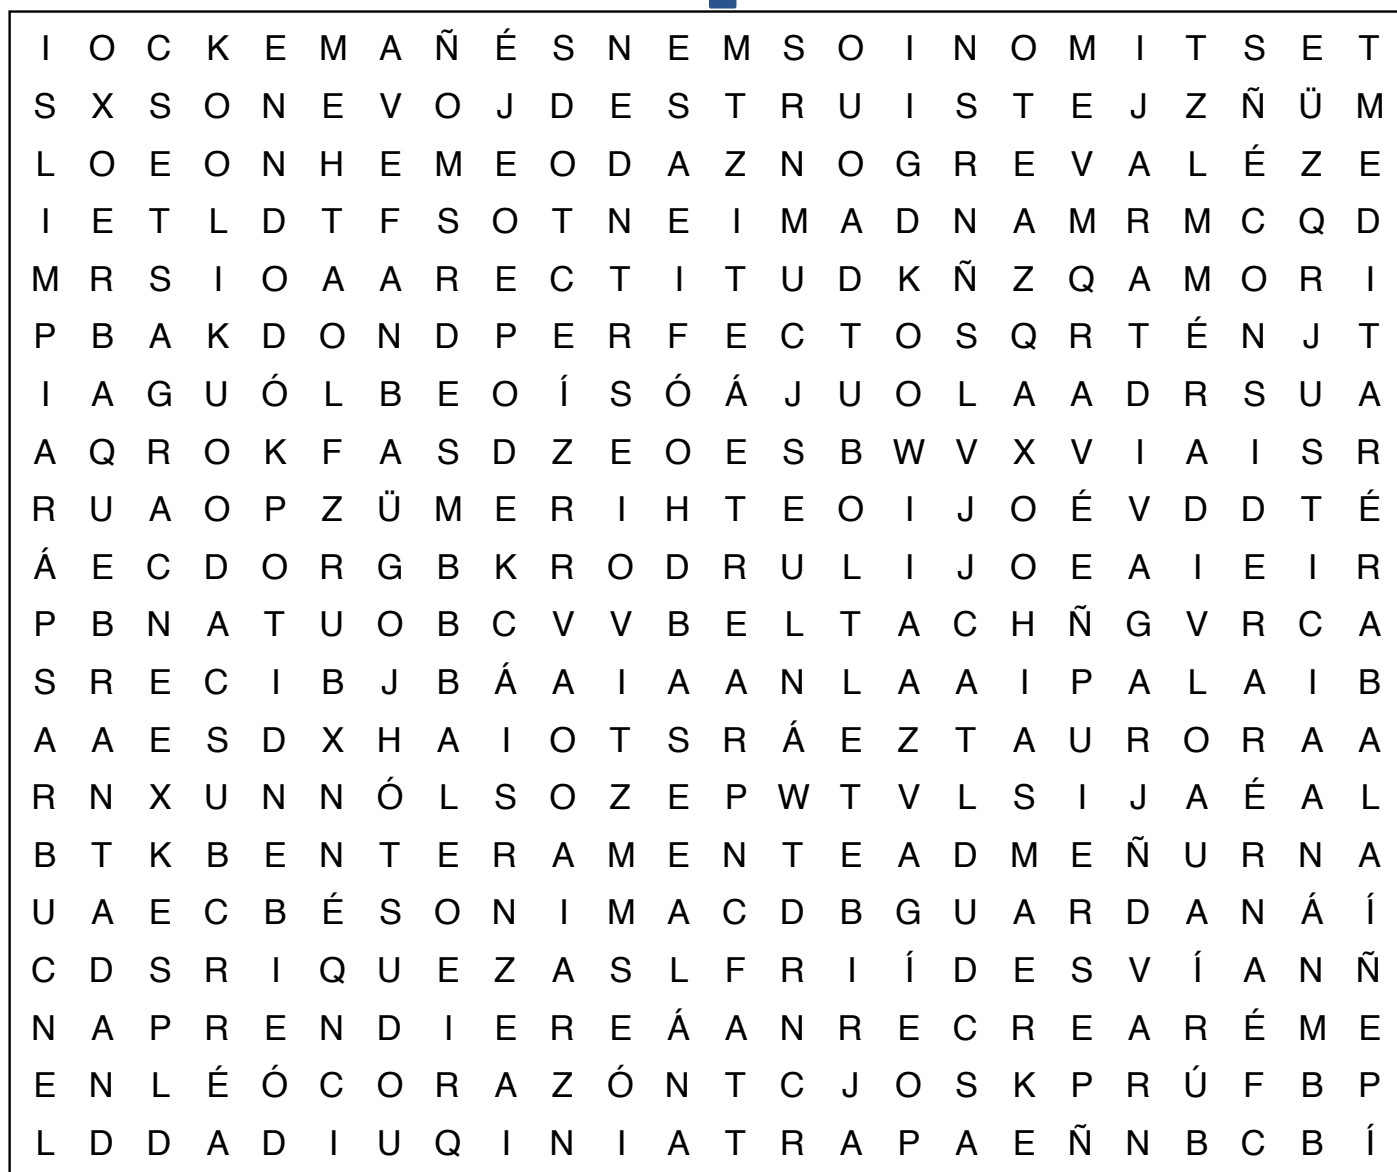 I O C K E M A Ñ É S N E M S O I N O M I T S E T
S X S O N E V O J D E S T R U I S T E J Z Ñ Ü M
L O E O N H E M E O D A Z N O G R E V A L É Z E
I E T L D T F S O T N E I M A D N A M R M C Q D
M R S I O A A R E C T I T U D K Ñ Z Q A M O R I
P B A K D O N D P E R F E C T O S Q R T É N J T
I A G U Ó L B E O Í S Ó Á J U O L A A D R S U A
A Q R O K F A S D Z E O E S B W V X V I A I S R
R U A O P Z Ü M E R I H T E O I J O É V D D T É
Á E C D O R G B K R O D R U L I J O E A I E I R
P B N A T U O B C V V B E L T A C H Ñ G V R C A
S R E C I B J B Á A I A A N L A A I P A L A I B
A A E S D X H A I O T S R Á E Z T A U R O R A A
R N X U N N Ó L S O Z E P W T V L S I J A É A L
B T K B E N T E R A M E N T E A D M E Ñ U R N A
U A E C B É S O N I M A C D B G U A R D A N Á Í
C D S R I Q U E Z A S L F R I Í D E S V Í A N Ñ
N A P R E N D I E R E Á A N R E C R E A R É M E
E N L É Ó C O R A Z Ó N T C J O S K P R Ú F B P
L D D A D I U Q I N I A T R A P A E Ñ N B C B Í